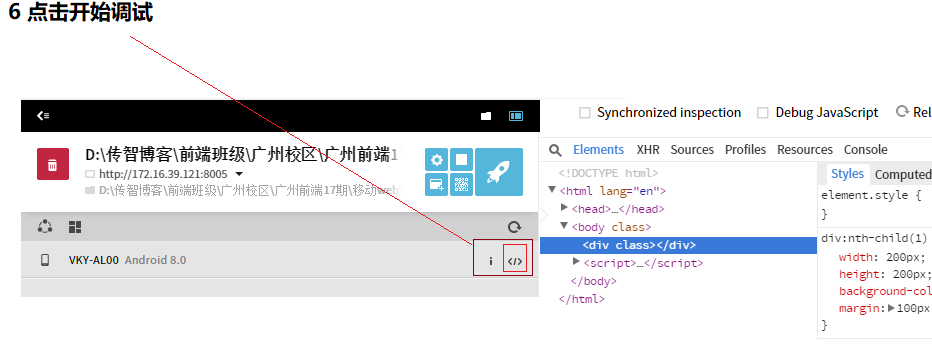 6 点击开始调试
D:\传智博客\前端班级\广州校区\广州前端1
http://172.16.39.121:8005
D:\传智博客\前端班级\广州校区\广州前端17期\移动web
VKY-AL00 Android 8.0
i </>
Synchronized inspection Debug JavaScript Rel
Elements XHR Sources Profiles Resources Console
<!DOCTYPE html>
<html lang="en">
<head>…</head>
<body class>
<div class></div>
<script>…</script>
</body>
</html>
Styles Computed
element.style {
}
div:nth-child(1)
width: 200px;
height: 200px;
background-col
margin: 100px
}